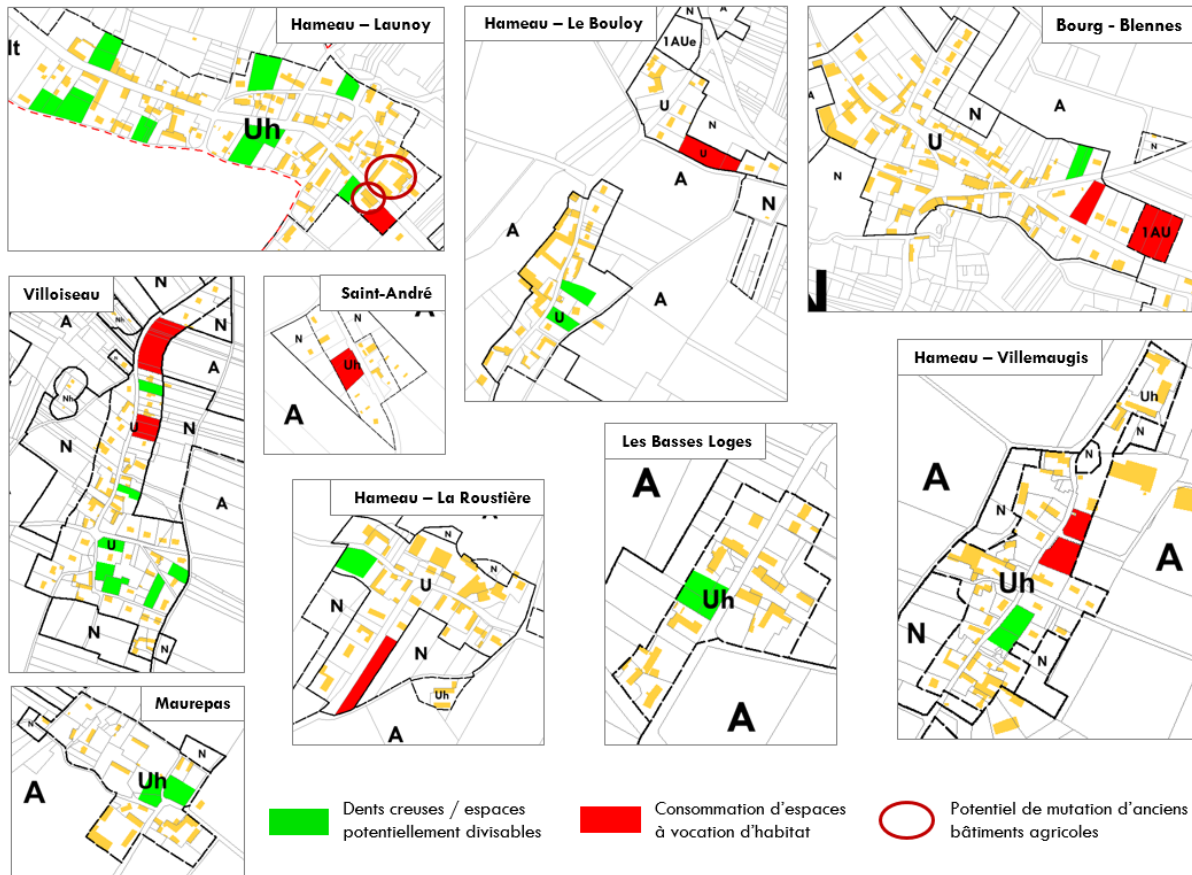 Hameau – Launoy
lt
Uh
Hameau – Le Bouloy
1AUe
U
N
U
A
N
A
A
U
Bourg - Blennes
A
N
A
N
U
N
1AU
N
Villoiseau
N
A
Nh
N
A
Nh
U
N
N
A
U
N
N
Saint-André
N
N
Uh
A
A
Hameau – La Roustière
A
N
N
U
N
N
Uh
A
Les Basses Loges
A
Uh
A
Hameau – Villemaugis
Uh
N
N
A
N
A
Uh
N
N
Maurepas
N
N
Uh
A
Dents creuses / espaces
potentiellement divisables
Consommation d'espaces
à vocation d'habitat
Potentiel de mutation d'anciens
bâtiments agricoles